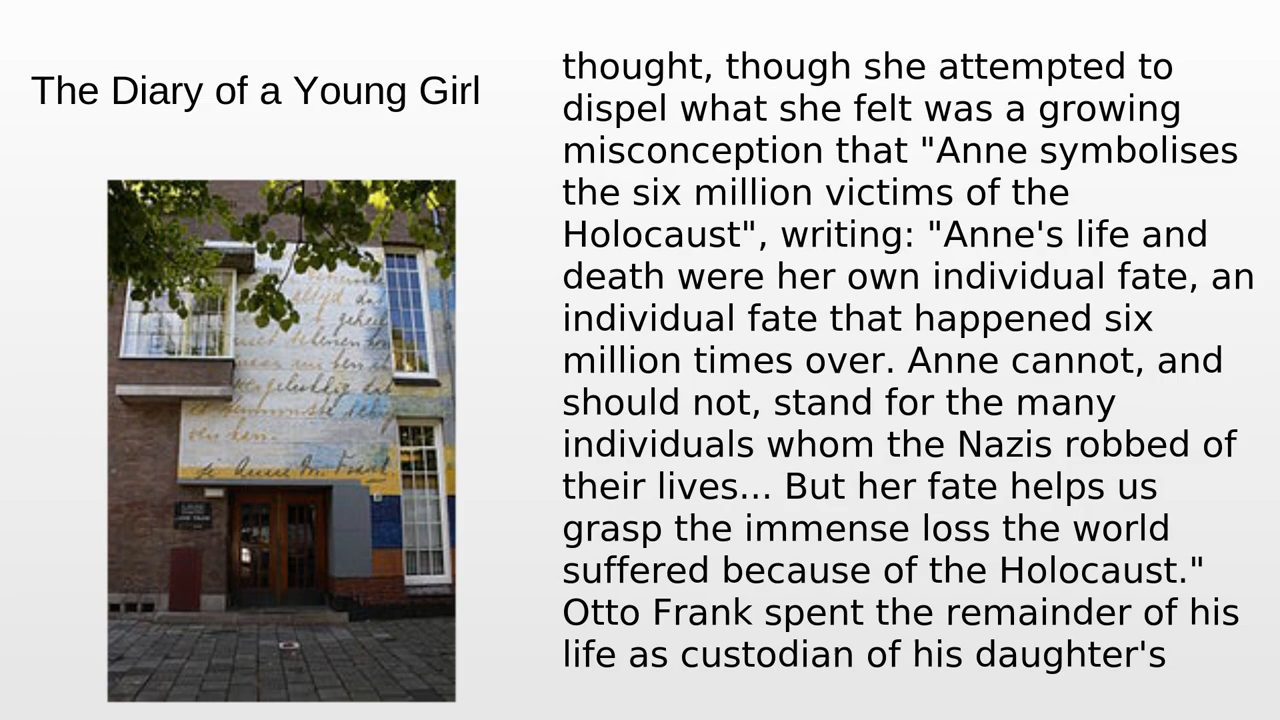 The Diary of a Young Girl
thought, though she attempted to
dispel what she felt was a growing
misconception that "Anne symbolises
the six million victims of the
Holocaust", writing: "Anne's life and
death were her own individual fate, an
individual fate that happened six
million times over. Anne cannot, and
should not, stand for the many
individuals whom the Nazis robbed of
their lives... But her fate helps us
grasp the immense loss the world
suffered because of the Holocaust."
Otto Frank spent the remainder of his
life as custodian of his daughter's